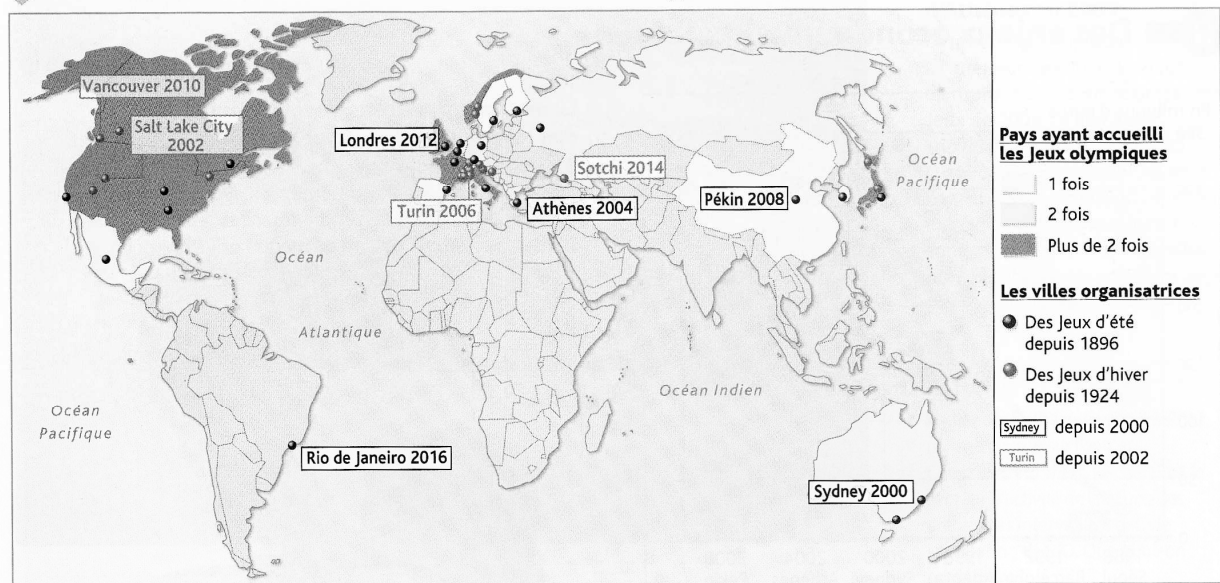 Vancouver 2010
Salt Lake City
2002
Londres 2012
Sotchi 2014
Turin 2006
Athènes 2004
Pékin 2008
Océan
Pacifique
Océan
Atlantique
Océan Indien
Océan
Pacifique
Rio de Janeiro 2016
Sydney 2000
Pays ayant accueilli
les Jeux olympiques
1 fois
2 fois
Plus de 2 fois
Les villes organisatrices
Des Jeux d'été
depuis 1896
Des Jeux d'hiver
depuis 1924
Sydney depuis 2000
Turin depuis 2002